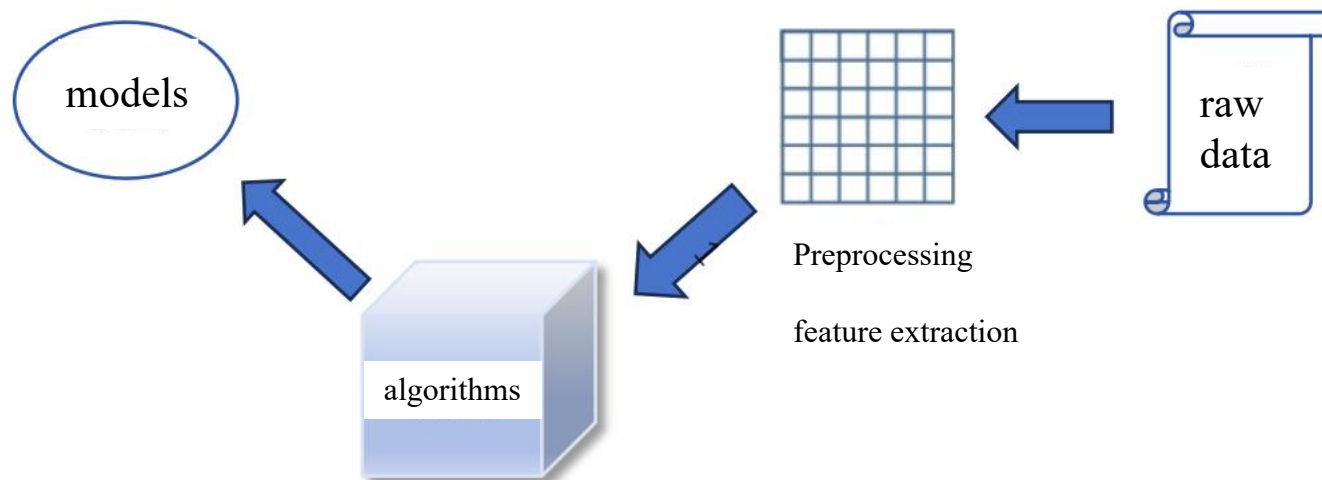 models
raw
data
Preprocessing
feature extraction
algorithms